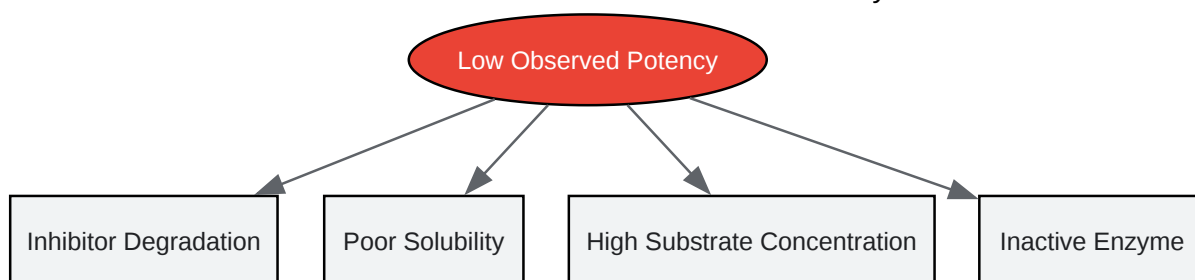 Low Observed Potency
Inhibitor Degradation
Poor Solubility
High Substrate Concentration
Inactive Enzyme